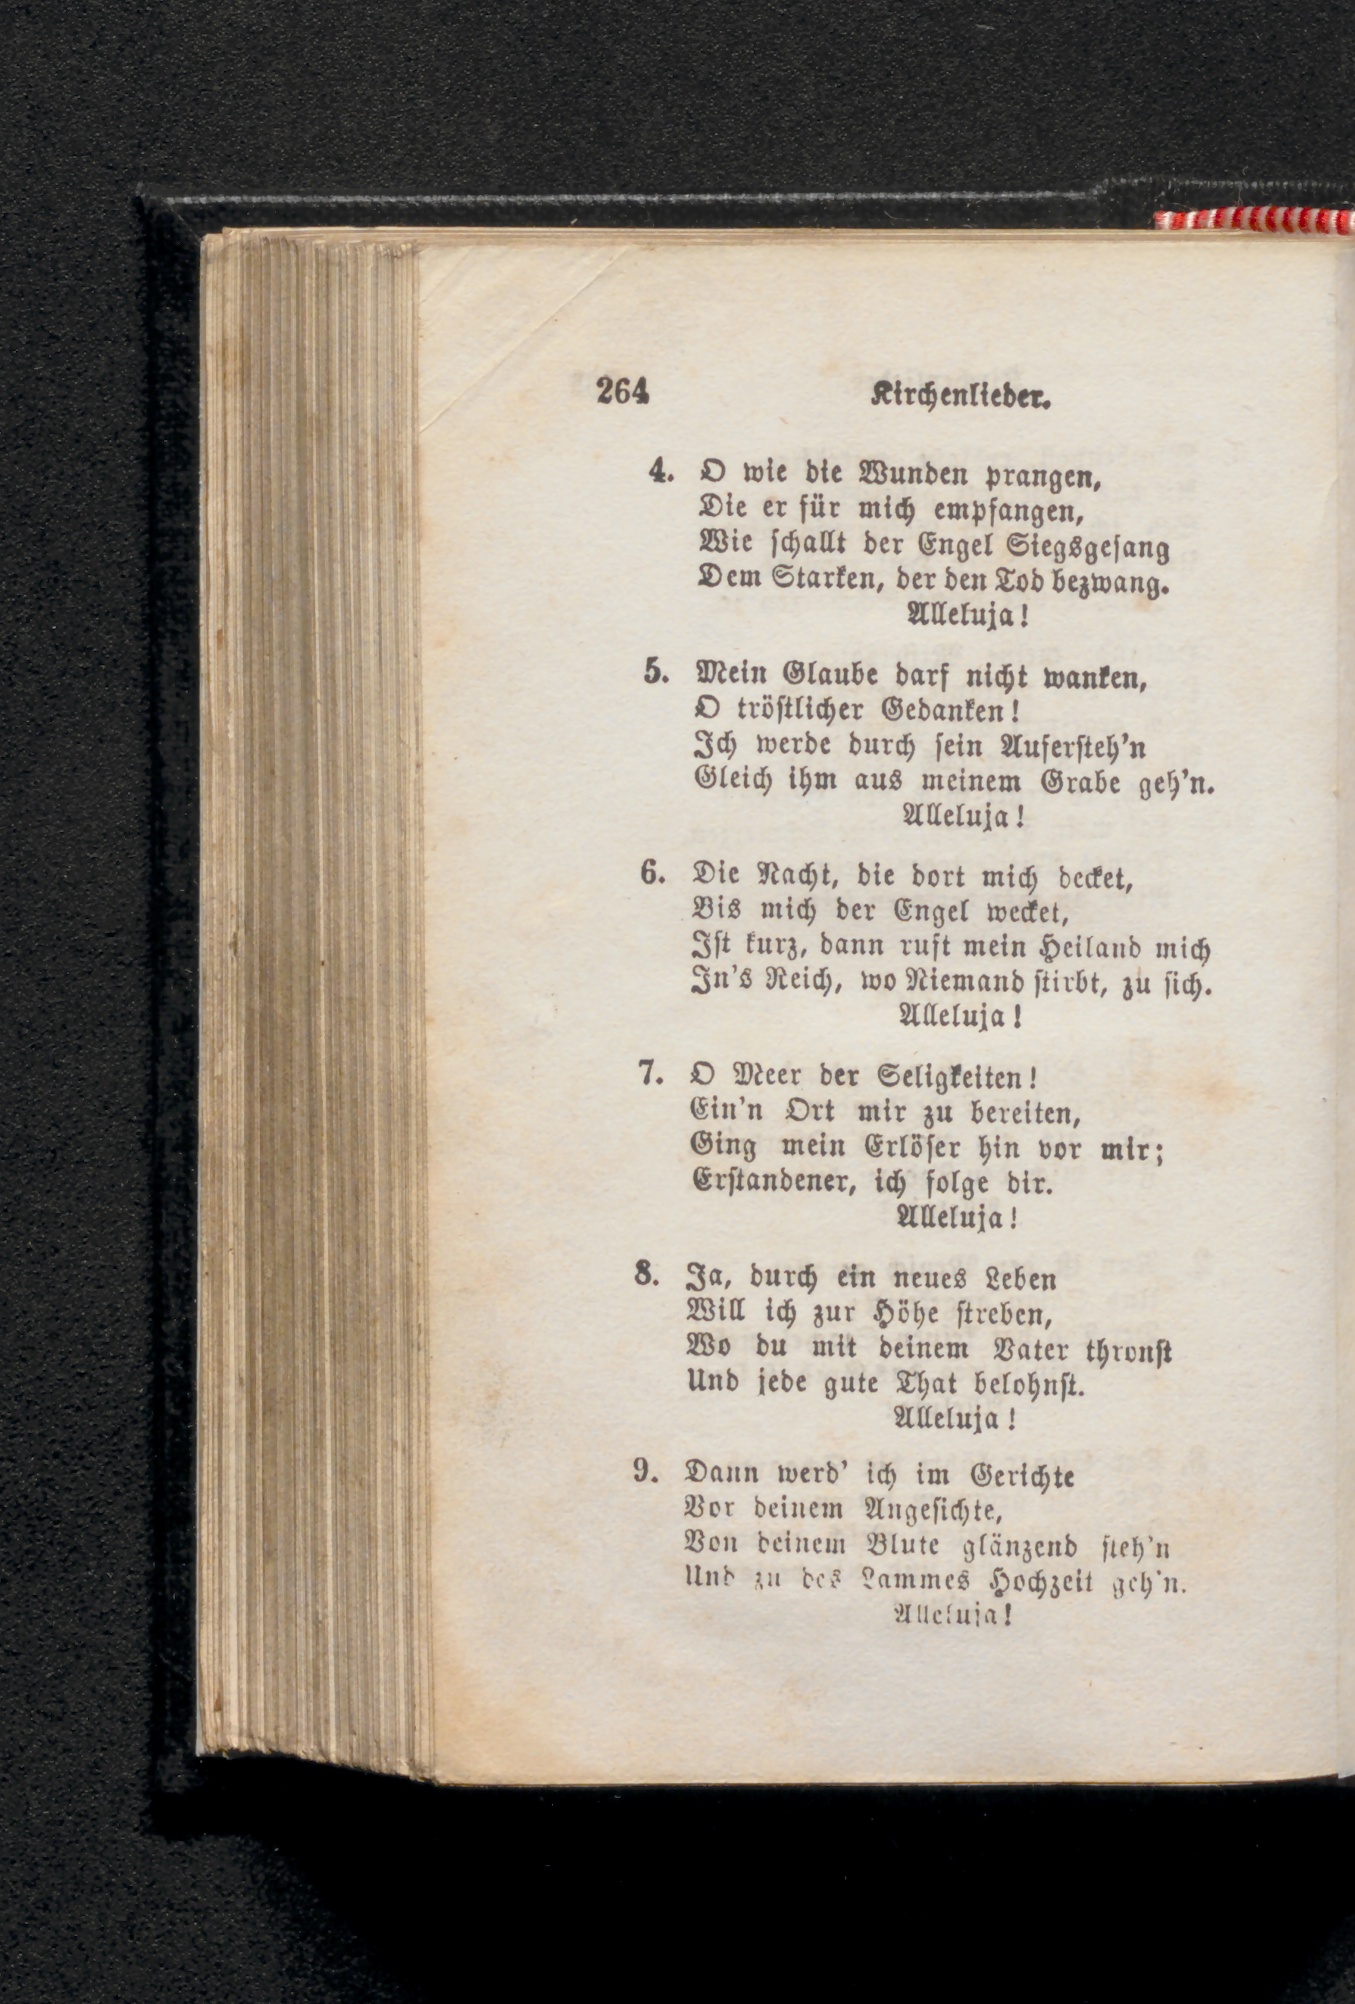 264 Kirchenlieder.
4. O wie die Wunden prangen,
Die er für mich empfangen,
Wie schallt der Engel Siegsgesang
Dem Starken, der den Tod bezwang.
Alleluja!
5. Mein Glaube darf nicht wanken,
O tröstlicher Gedanken!
Ich werde durch sein Aufersteh'n
Gleich ihm aus meinem Grabe geh'n.
Alleluja!
6. Die Nacht, die dort mich decket,
Bis mich der Engel wecket,
Ist kurz, dann ruft mein Heiland mich
In's Reich, wo Niemand stirbt, zu sich.
Alleluja!
7. O Meer der Seligkeiten!
Ein'n Ort mir zu bereiten,
Ging mein Erlöser hin vor mir;
Erstandener, ich folge dir.
Alleluja!
8. Ja, durch ein neues Leben
Will ich zur Höhe streben,
Wo du mit deinem Vater thronst
Und jede gute That belohnst.
Alleluja!
9. Dann werd' ich im Gerichte
Vor deinem Angesichte,
Von deinem Blute glänzend steh'n
Und zu des Lammes Hochzeit geh'n.
Alleluja!